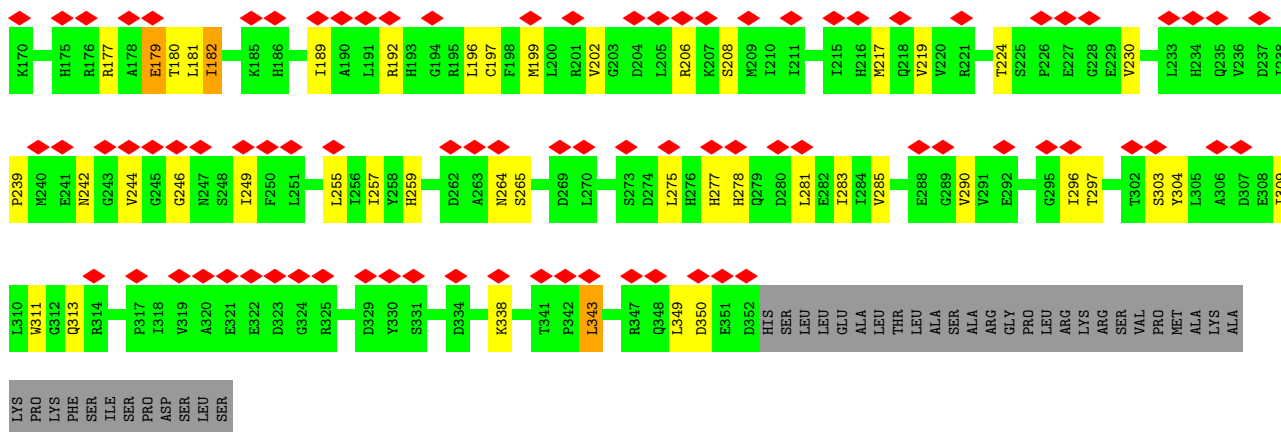 K170 H175 R176 R177 A178 E179 T180 L181 I182 K185 H186 I189 A190 L191 R192 H193 G194 R195 L196 C197 F198 M199 L200 R201 V202 G203 D204 L205 R206 K207 S208 M209 I210 I211 I215 H216 M217 Q218 V219 V220 R221 T224 S225 P226 E227 G228 E229 V230 L233 H234 Q235 V236 D237 I238
P239 M240 E241 N242 G243 V244 G245 G246 N247 S248 I249 F250 L251 L255 I256 I257 Y258 H259 D262 A263 N264 S265 D269 L270 S273 D274 L275 H276 H277 H278 Q279 D280 L281 E282 I283 I284 V285 E288 G289 V290 V291 E292 G295 I296 T297 T302 S303 Y304 L305 A306 D307 E308 I309
L310 W311 G312 Q313 R314 P317 I318 V319 A320 E321 E322 D323 G324 R325 D329 Y330 S331 D334 K338 T341 P342 L343 R347 Q348 L349 D350 E351 D352 HIS SER LEU LEU GLU ALA LEU THR LEU ALA SER ALA ARG GLY PRO LEU ARG LYS ARG SER VAL PRO MET ALA LYS ALA
LYS PRO LYS PHE SER ILE SER PRO ASP SER LEU SER